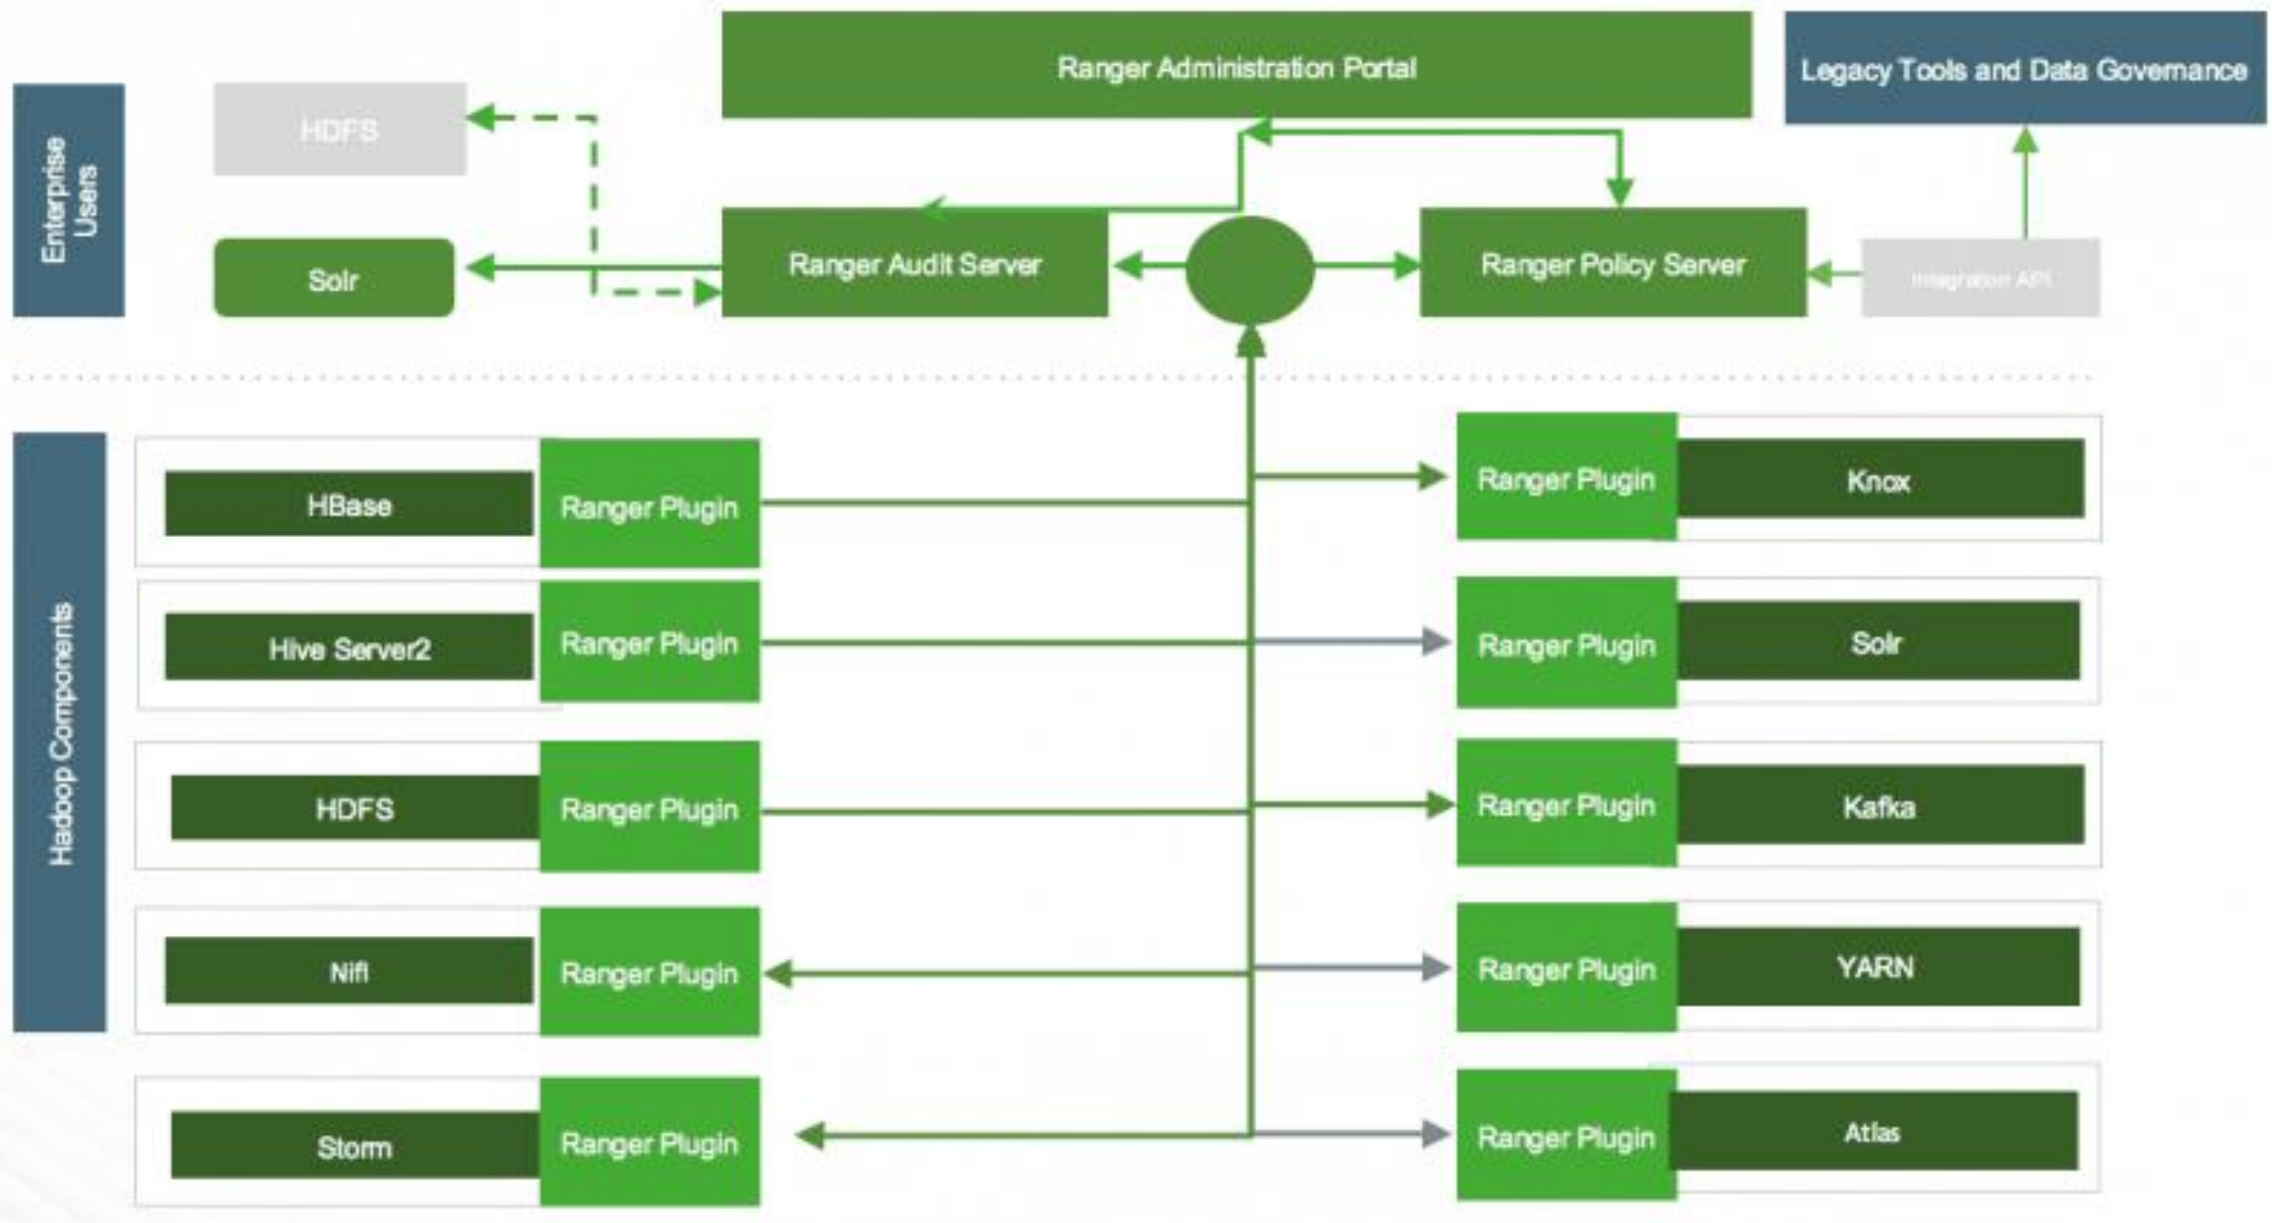 Ranger Administration Portal
Legacy Tools and Data Governance
Enterprise
Users
HDFS
Solr
Ranger Audit Server
Ranger Policy Server
Integration API
Hadoop Components
HBase
Ranger Plugin
Ranger Plugin
Knox
Hive Server2
Ranger Plugin
Ranger Plugin
Solr
HDFS
Ranger Plugin
Ranger Plugin
Kafka
Nifi
Ranger Plugin
Ranger Plugin
YARN
Storm
Ranger Plugin
Ranger Plugin
Atlas